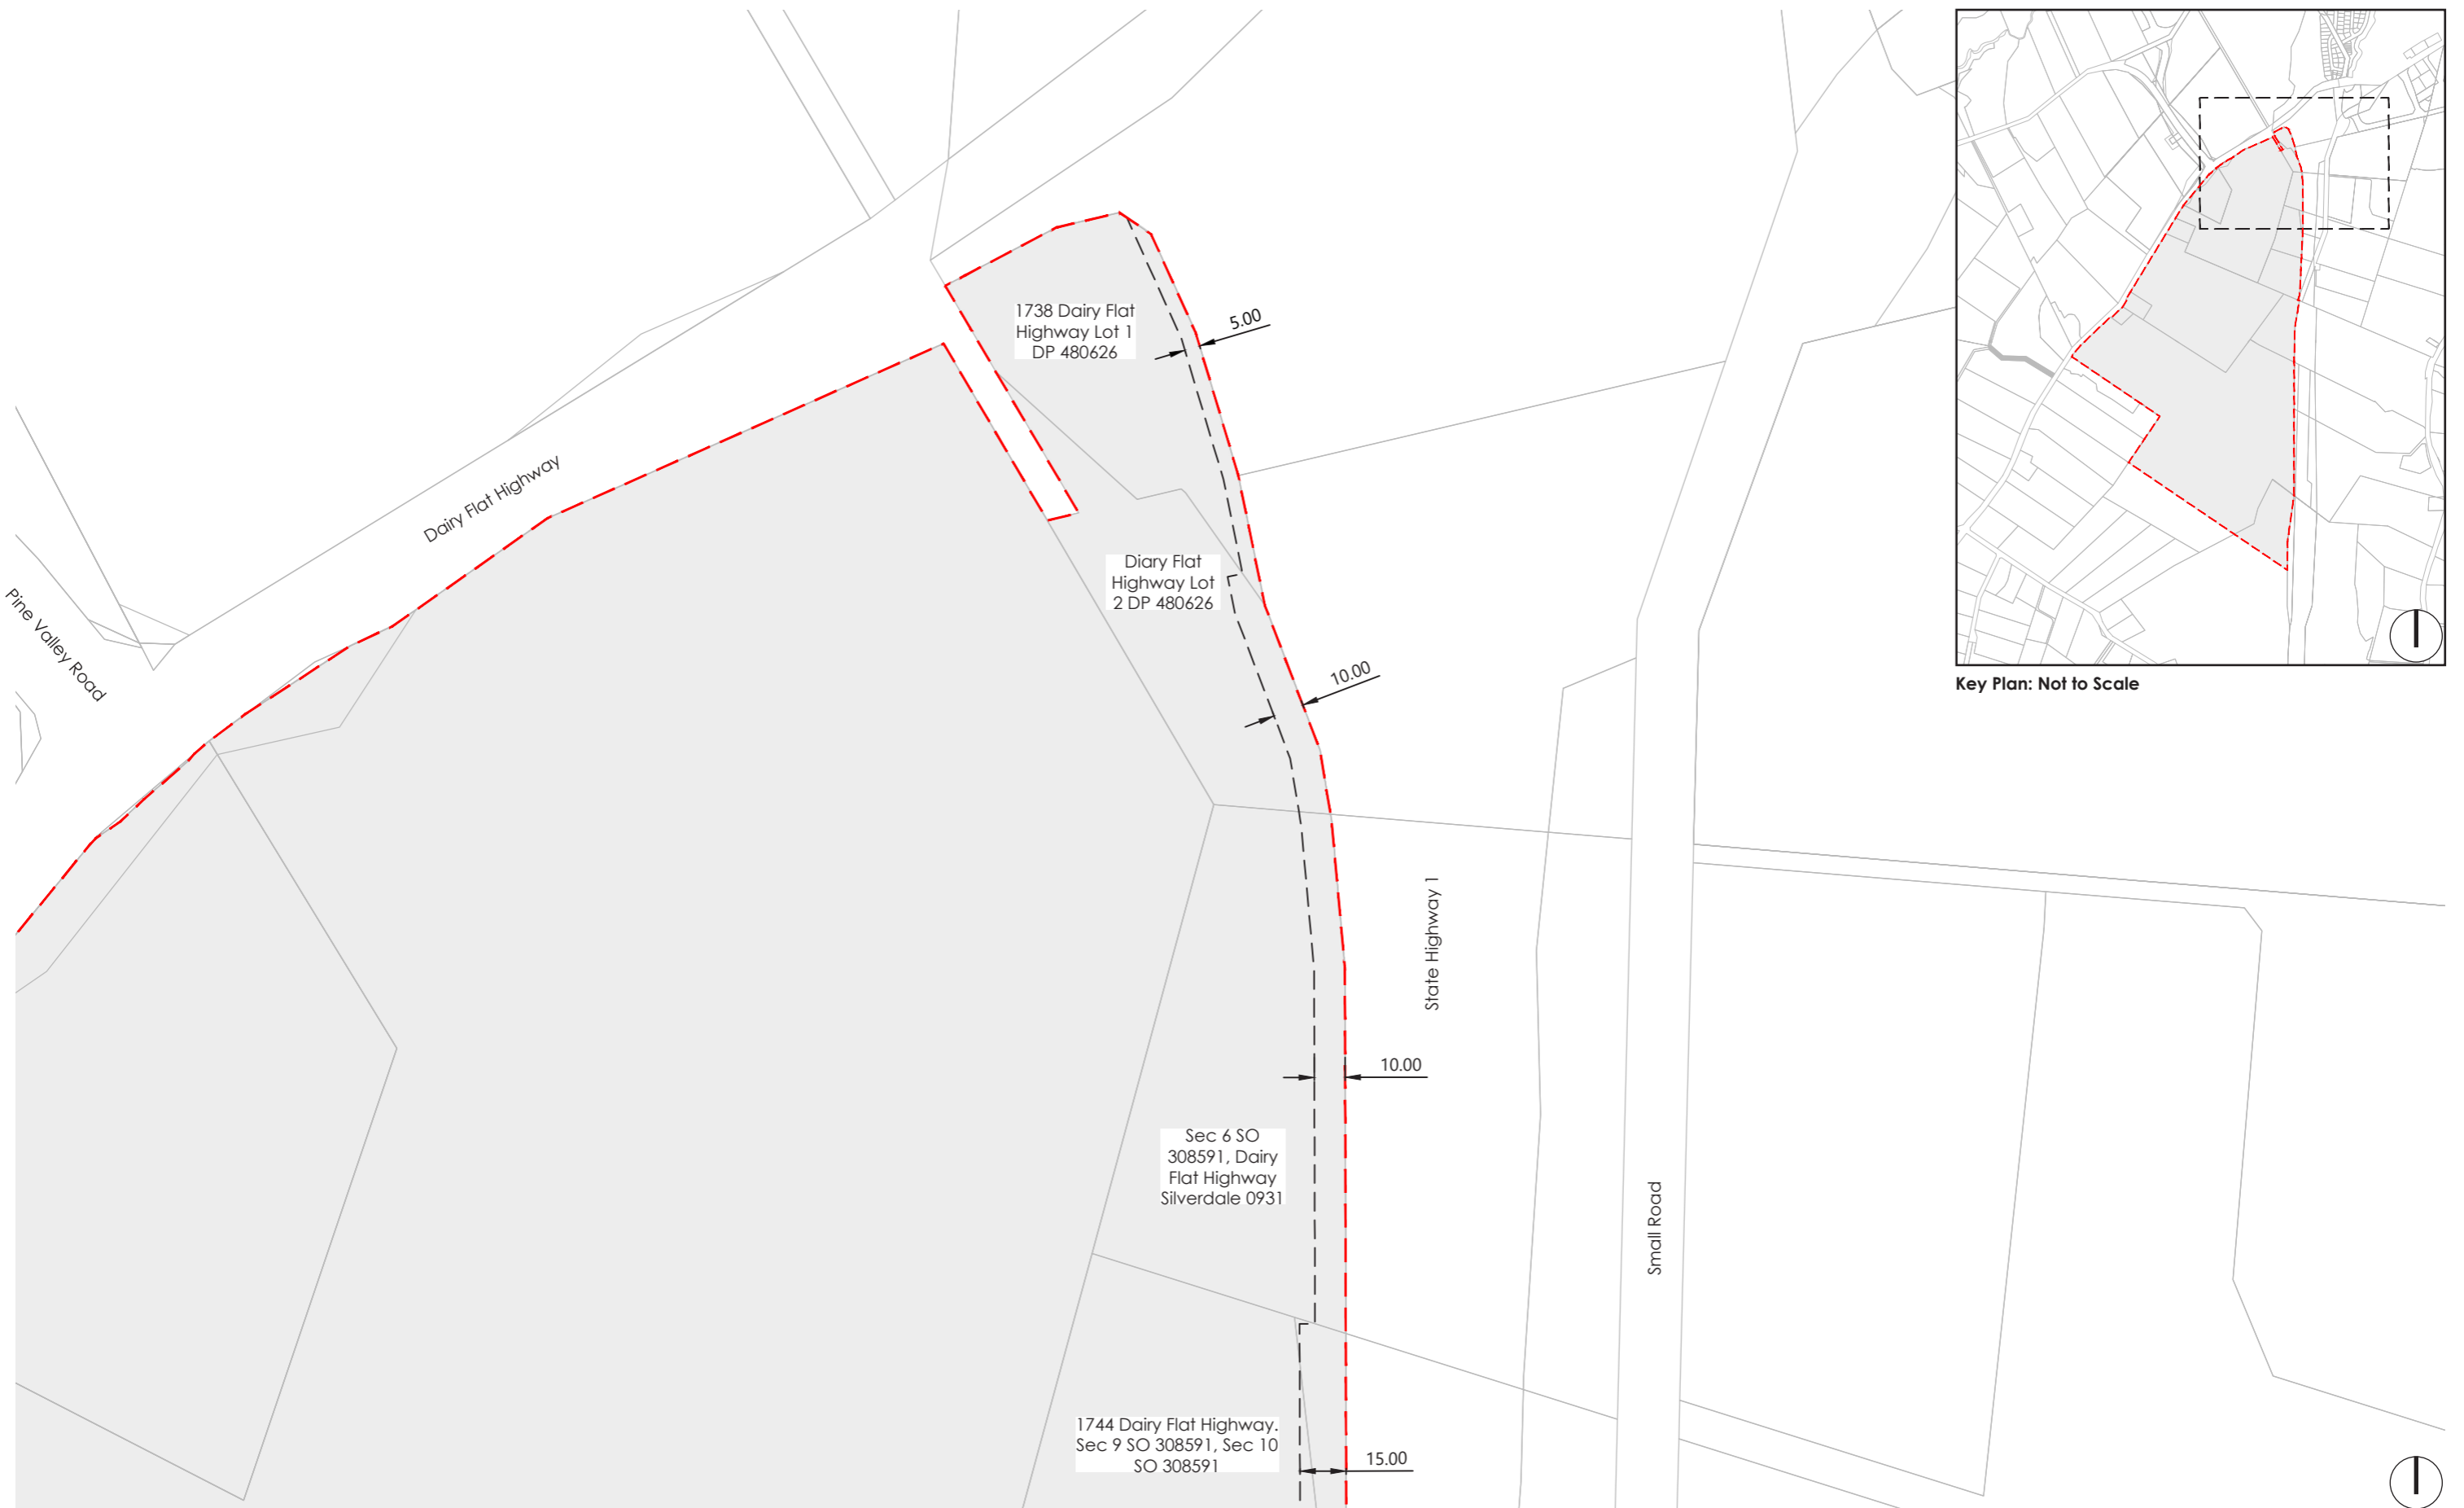 1738 Dairy Flat
Highway Lot 1
DP 480626
5.00
Dairy Flat Highway
Pine Valley Road
Diary Flat
Highway Lot
2 DP 480626
10.00
Key Plan: Not to Scale
State Highway 1
10.00
Sec 6 SO
308591, Dairy
Flat Highway
Silverdale 0931
Small Road
1744 Dairy Flat Highway.
Sec 9 SO 308591, Sec 10
SO 308591
15.00